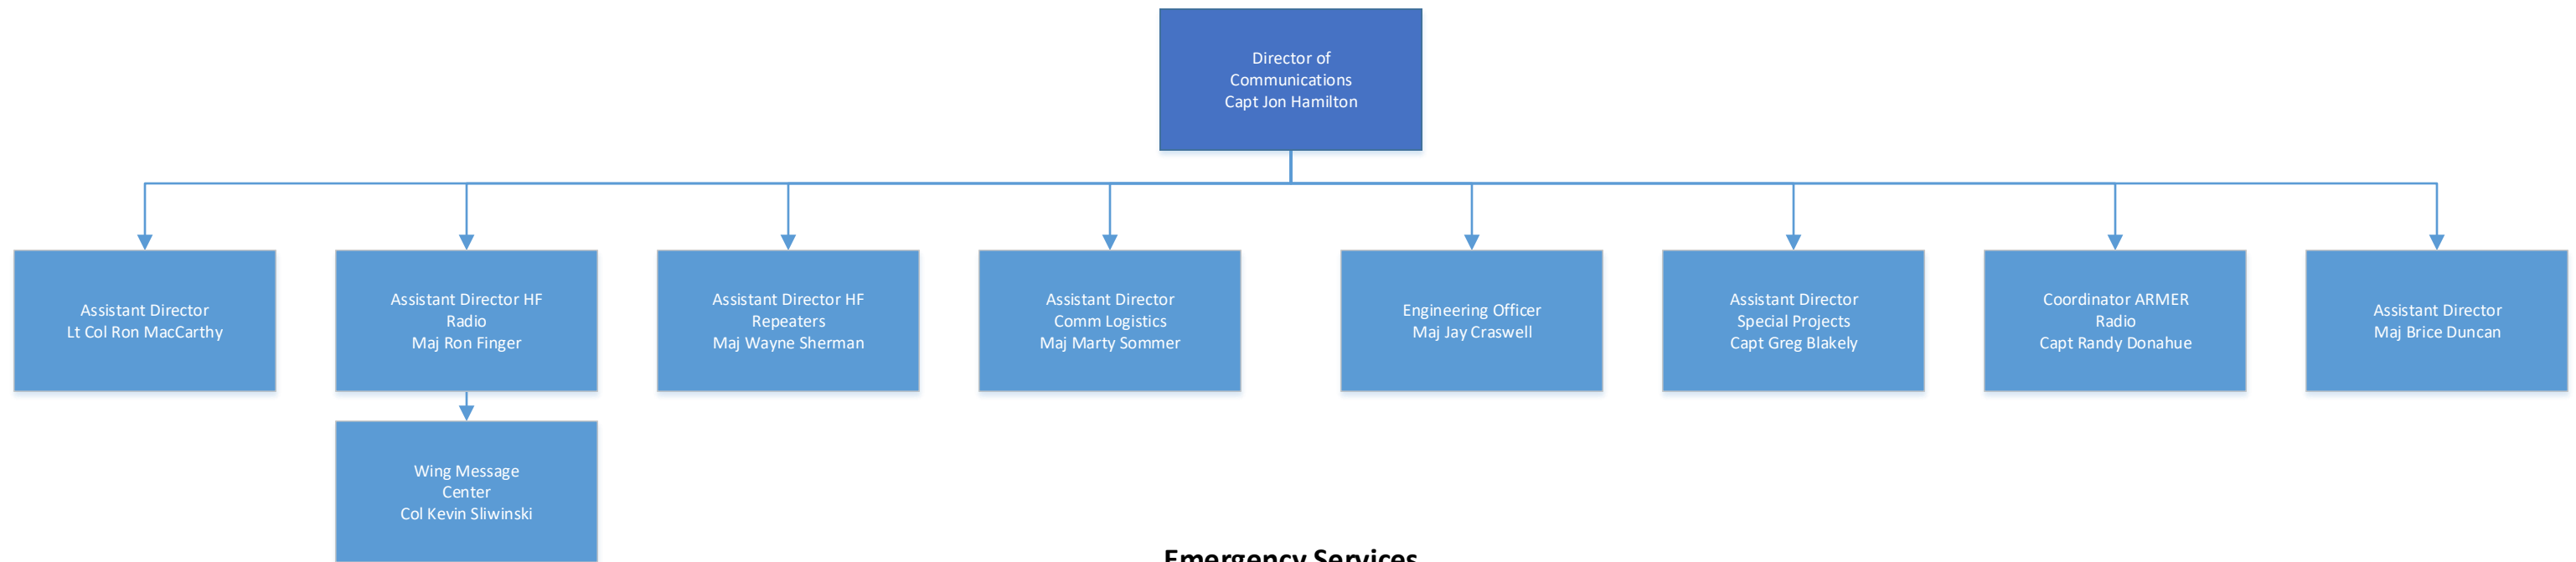 Director of
Communications
Capt Jon Hamilton
Assistant Director
Lt Col Ron MacCarthy
Assistant Director HF
Radio
Maj Ron Finger
Assistant Director HF
Repeaters
Maj Wayne Sherman
Assistant Director
Comm Logistics
Maj Marty Sommer
Engineering Officer
Maj Jay Craswell
Assistant Director
Special Projects
Capt Greg Blakely
Coordinator ARMER
Radio
Capt Randy Donahue
Assistant Director
Maj Brice Duncan
Wing Message
Center
Col Kevin Sliwinski
Emergency Services